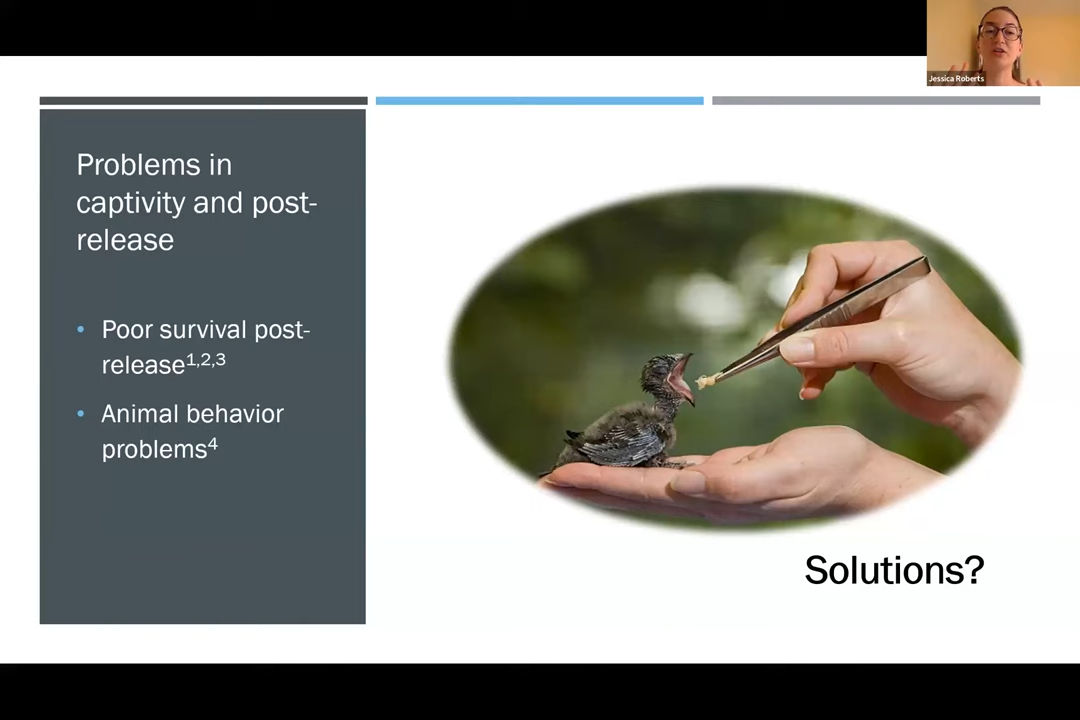 Jessica Roberts
Problems in
captivity and post-
release
• Poor survival post-
release1,2,3
• Animal behavior
problems4
Solutions?